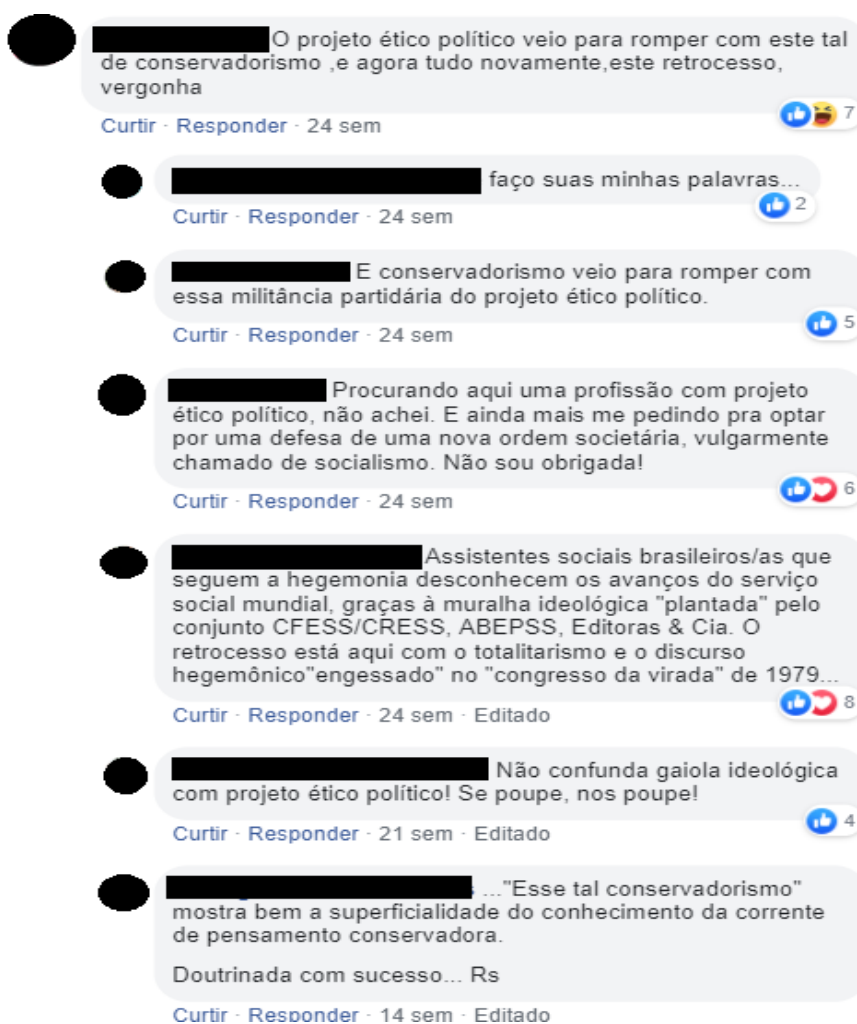 O projeto ético político veio para romper com este tal
de conservadorismo ,e agora tudo novamente,este retrocesso,
vergonha
7
Curtir · Responder · 24 sem
faço suas minhas palavras...
2
Curtir · Responder · 24 sem
E conservadorismo veio para romper com
essa militância partidária do projeto ético político.
5
Curtir · Responder · 24 sem
Procurando aqui uma profissão com projeto
ético político, não achei. E ainda mais me pedindo pra optar
por uma defesa de uma nova ordem societária, vulgarmente
chamado de socialismo. Não sou obrigada!
6
Curtir · Responder · 24 sem
Assistentes sociais brasileiros/as que
seguem a hegemonia desconhecem os avanços do serviço
social mundial, graças à muralha ideológica "plantada" pelo
conjunto CFESS/CRESS, ABEPSS, Editoras & Cia. O
retrocesso está aqui com o totalitarismo e o discurso
hegemônico"engessado" no "congresso da virada" de 1979...
8
Curtir · Responder · 24 sem · Editado
Não confunda gaiola ideológica
com projeto ético político! Se poupe, nos poupe!
4
Curtir · Responder · 21 sem · Editado
..."Esse tal conservadorismo"
mostra bem a superficialidade do conhecimento da corrente
de pensamento conservadora.
Doutrinada com sucesso... Rs
Curtir · Responder · 14 sem · Editado